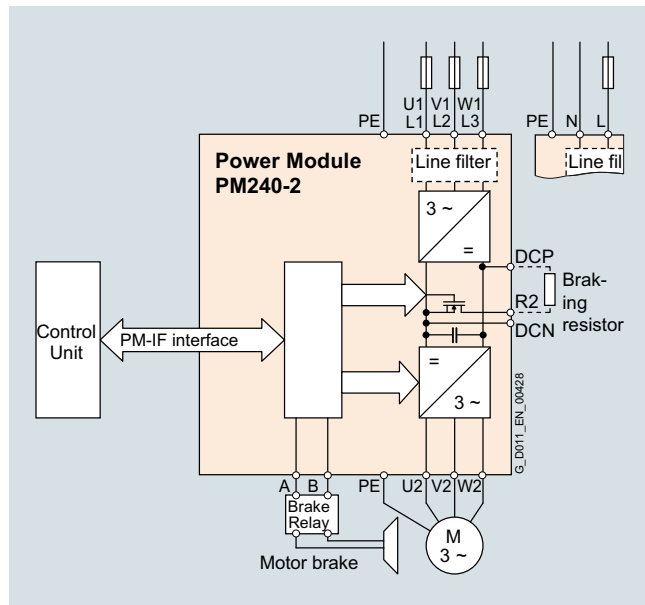 U1 V1 W1
PE L1 L2 L3
PE N L
Power Module
PM240-2
Line filter
Line fil
3 ~
=
DCP
Brak-
ing
resistor
R2
DCN
Control
Unit
PM-IF interface
=
3 ~
G_D011_EN_00428
A B PE U2 V2 W2
Brake
Relay
M
3 ~
Motor brake